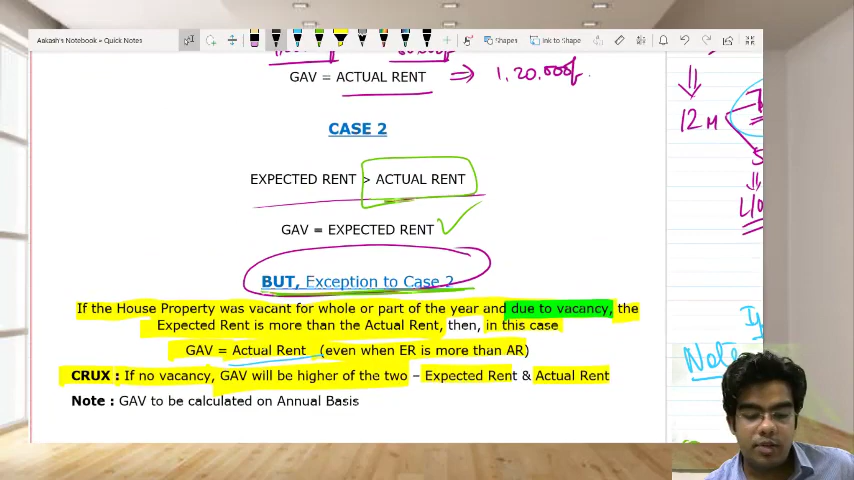 Aakash's Notebook » Quick Notes
Shapes
Ink to Shape
GAV = ACTUAL RENT ⇒ 1,20,000/-
CASE 2
12 M
EXPECTED RENT > ACTUAL RENT
GAV = EXPECTED RENT
BUT, Exception to Case 2
If the House Property was vacant for whole or part of the year and due to vacancy, the
Expected Rent is more than the Actual Rent, then, in this case
GAV = Actual Rent (even when ER is more than AR)
Note
CRUX : If no vacancy, GAV will be higher of the two – Expected Rent & Actual Rent
Note : GAV to be calculated on Annual Basis